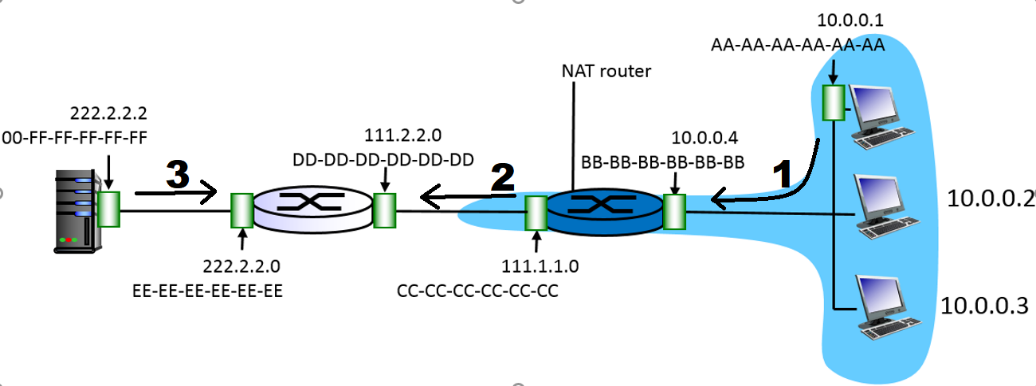 10.0.0.1
AA-AA-AA-AA-AA-AA
NAT router
222.2.2.2
00-FF-FF-FF-FF-FF
111.2.2.0
DD-DD-DD-DD-DD-DD
10.0.0.4
BB-BB-BB-BB-BB-BB
3
2
1
10.0.0.2
222.2.2.0
EE-EE-EE-EE-EE-EE
111.1.1.0
CC-CC-CC-CC-CC-CC
10.0.0.3